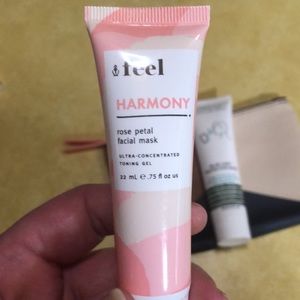 feel
HARMONY
rose petal
facial mask
ULTRA-CONCENTRATED
TONING GEL
22 mL e .75 fl oz us